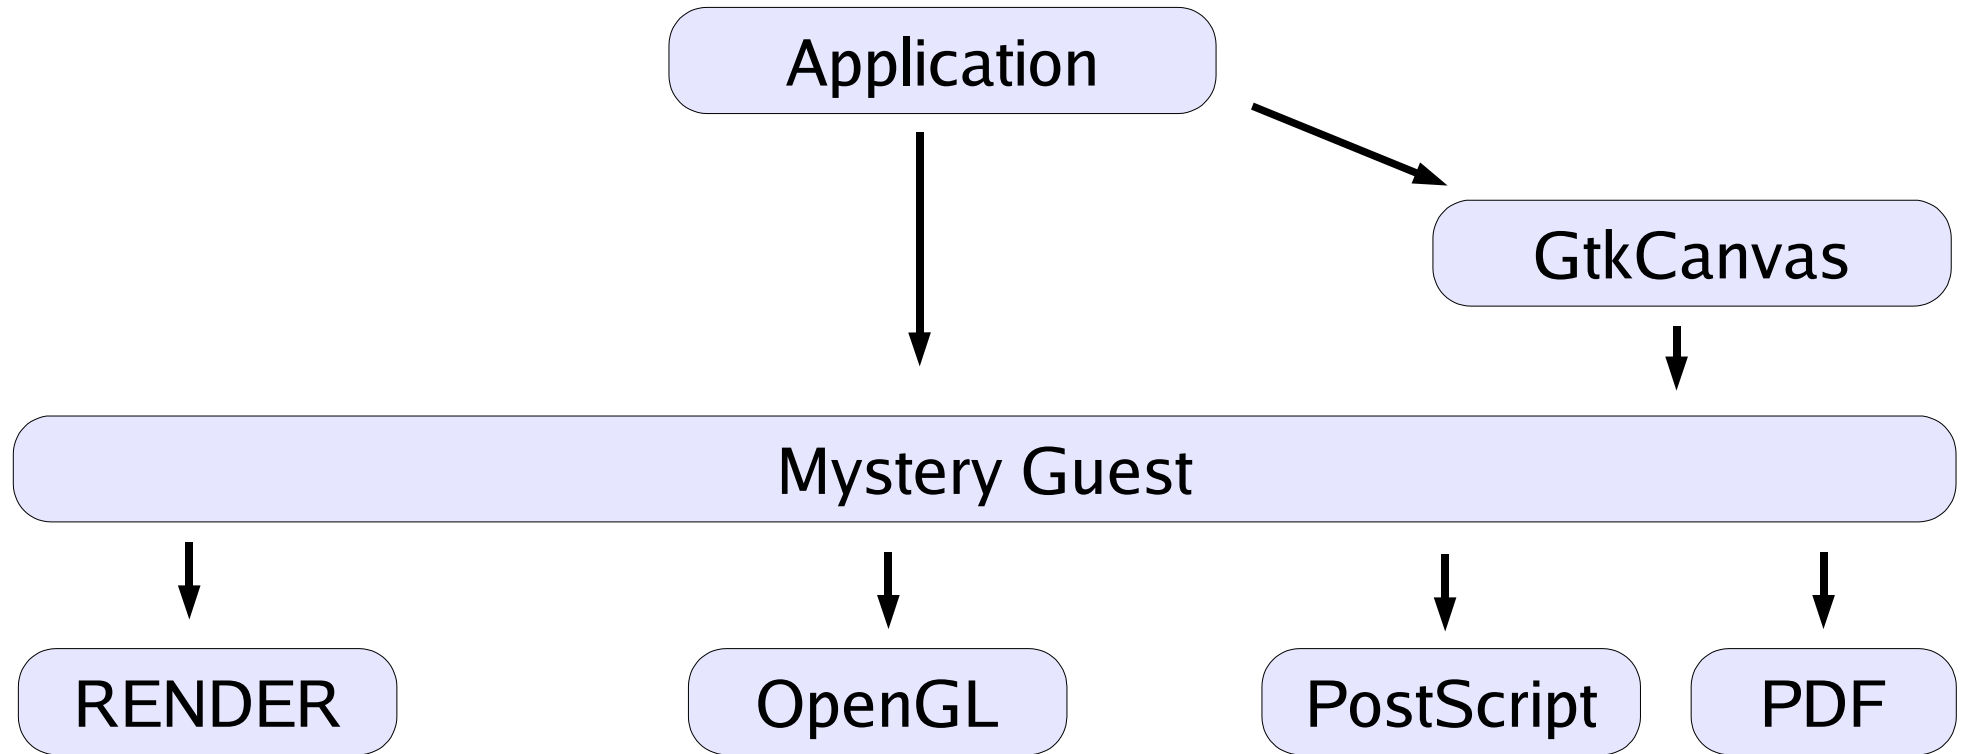 Application
GtkCanvas
Mystery Guest
RENDER
OpenGL
PostScript
PDF